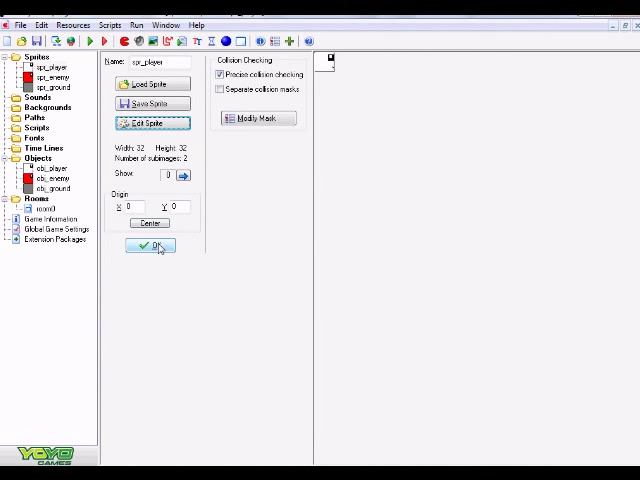 File Edit Resources Scripts Run Window Help
Sprites
spr_player
spr_enemy
spr_ground
Sounds
Backgrounds
Paths
Scripts
Fonts
Time Lines
Objects
obj_player
obj_enemy
obj_ground
Rooms
room0
Game Information
Global Game Settings
Extension Packages
YOYO
GAMES
Name: spr_player
Load Sprite
Save Sprite
Edit Sprite
Width: 32 Height: 32
Number of subimages: 2
Show: 0
Origin
X 0 Y 0
Center
OK
Collision Checking
Precise collision checking
Separate collision masks
Modify Mask